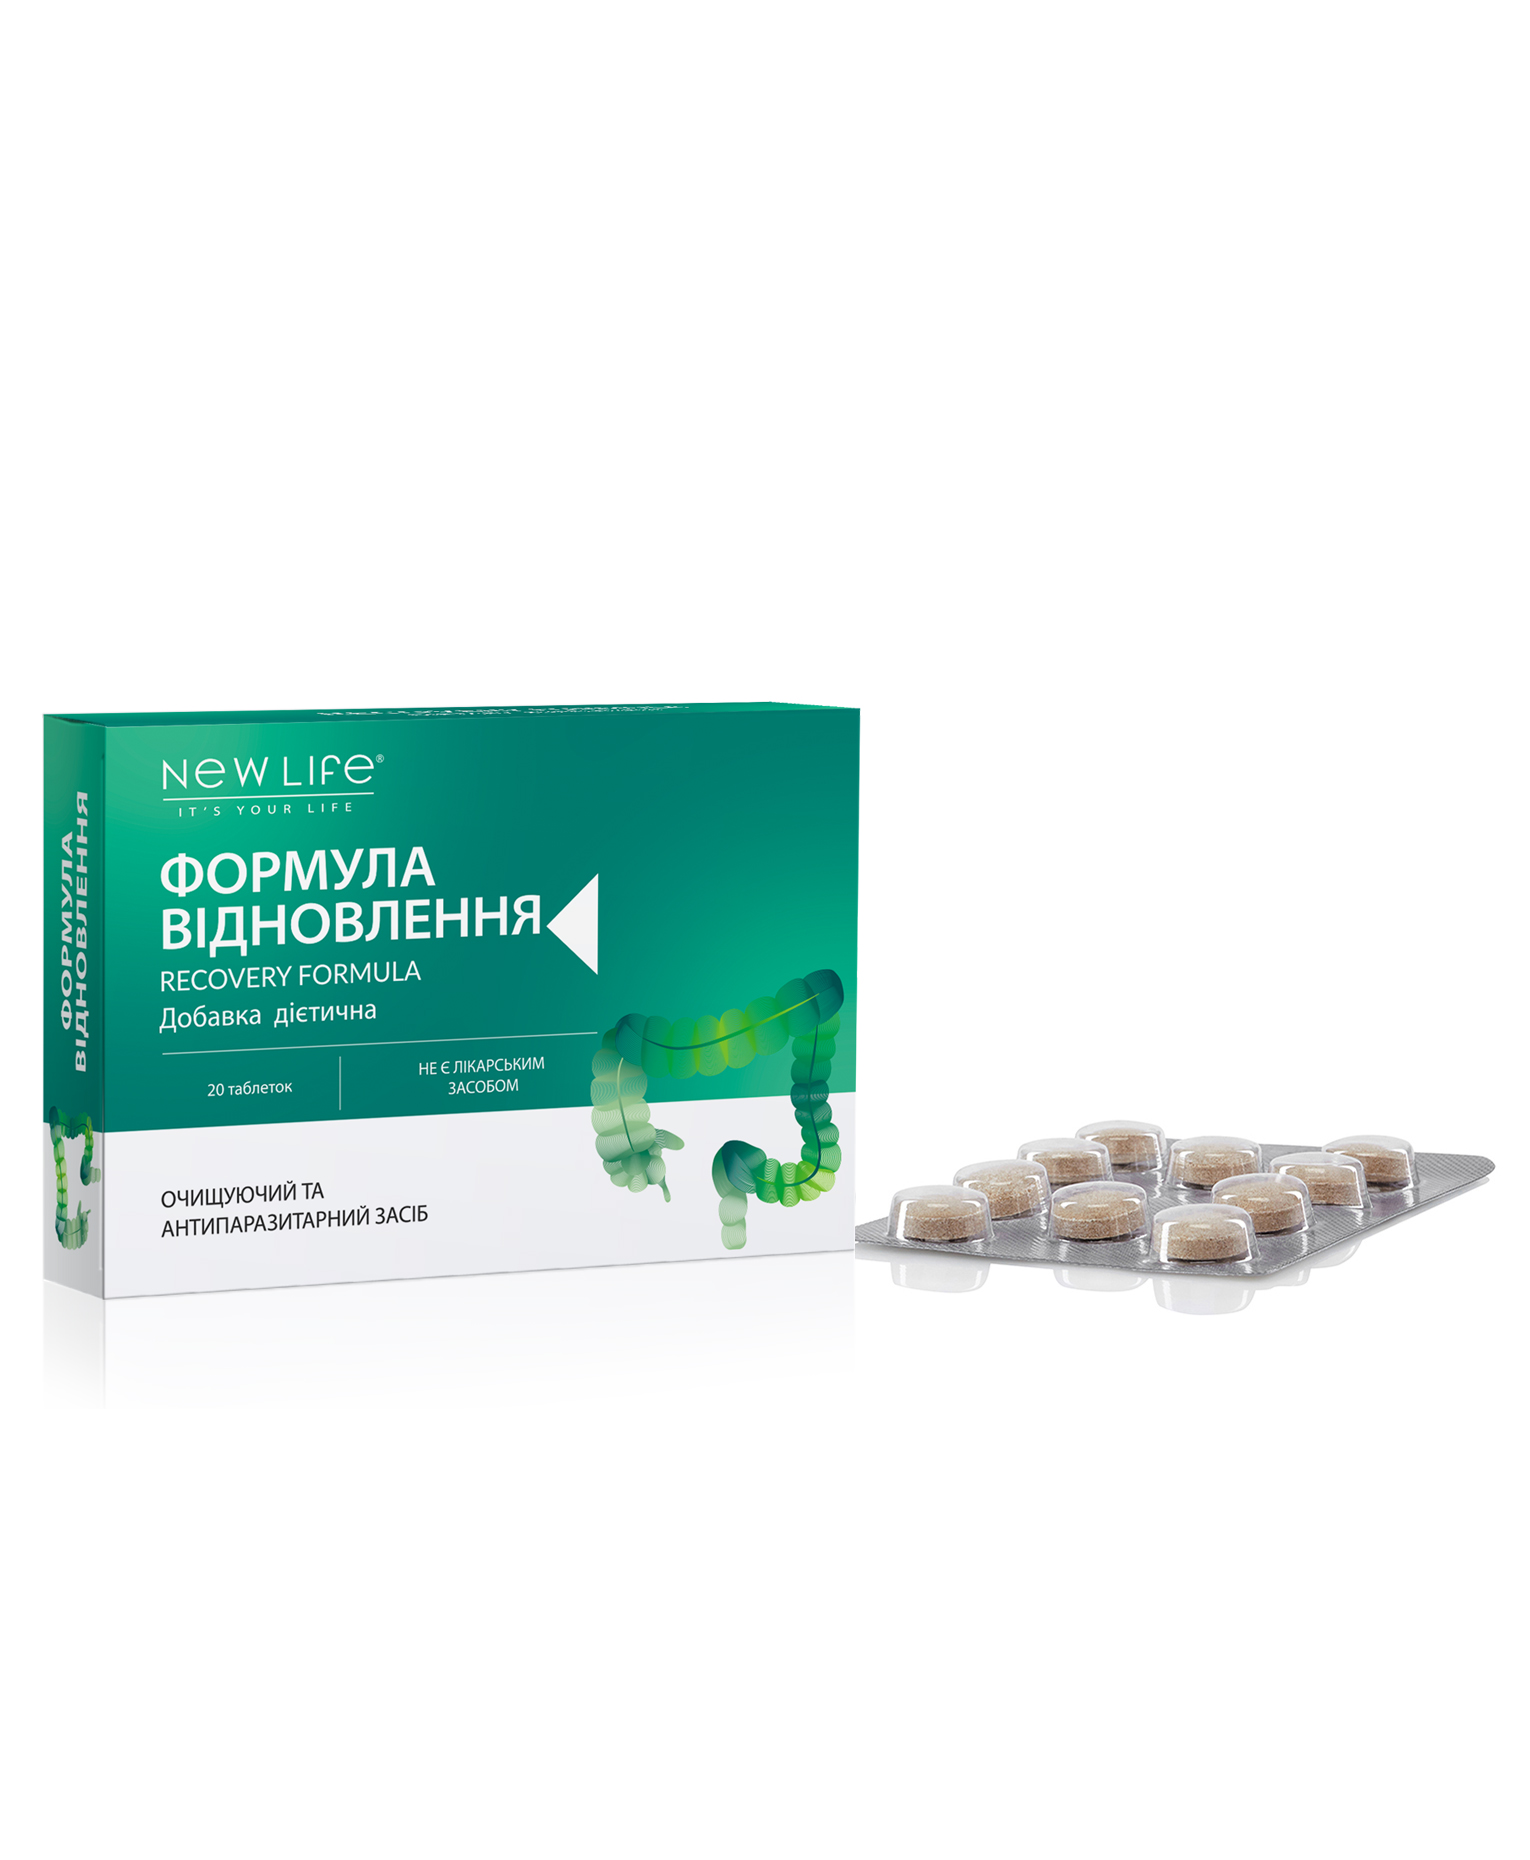 NEW LIFE®
IT'S YOUR LIFE
ФОРМУЛА
ВІДНОВЛЕННЯ
RECOVERY FORMULA
Добавка дієтична
20 таблеток
НЕ Є ЛІКАРСЬКИМ
ЗАСОБОМ
ОЧИЩУЮЧИЙ ТА
АНТИПАРАЗИТАРНИЙ ЗАСІБ
ФОРМУЛА
ВІДНОВЛЕННЯ